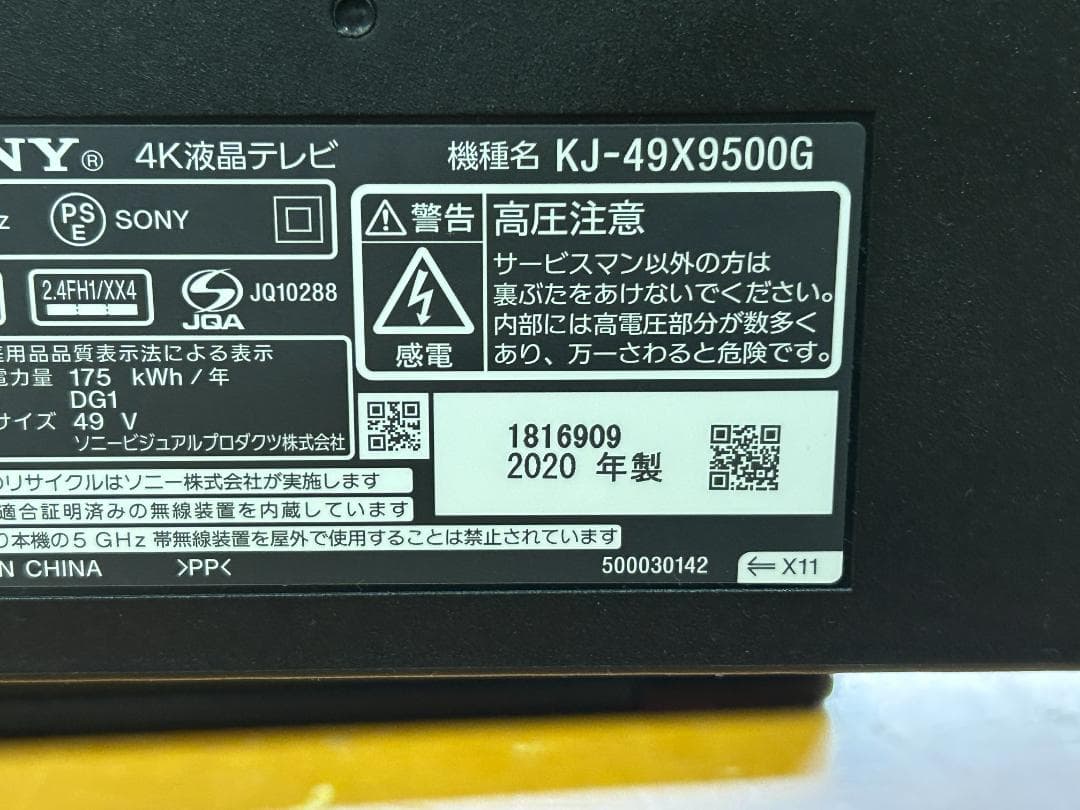 NY® 4K液晶テレビ 機種名 KJ-49X9500G
z PSE SONY
警告 高圧注意
サービスマン以外の方は
裏ぶたをあけないでください。
内部には高電圧部分が数多く
あり、万一さわると危険です。
感電
2.4FH1/XX4 JQA JQ10288
用品品質表示法による表示
電力量 175 kWh/年
DG1
サイズ 49 V
ソニービジュアルプロダクツ株式会社
1816909
2020 年製
のリサイクルはソニー株式会社が実施します
適合証明済みの無線装置を内蔵しています
り本機の5 GHz 帯無線装置を屋外で使用することは禁止されています
N CHINA >PP< 500030142 ⇐ X11